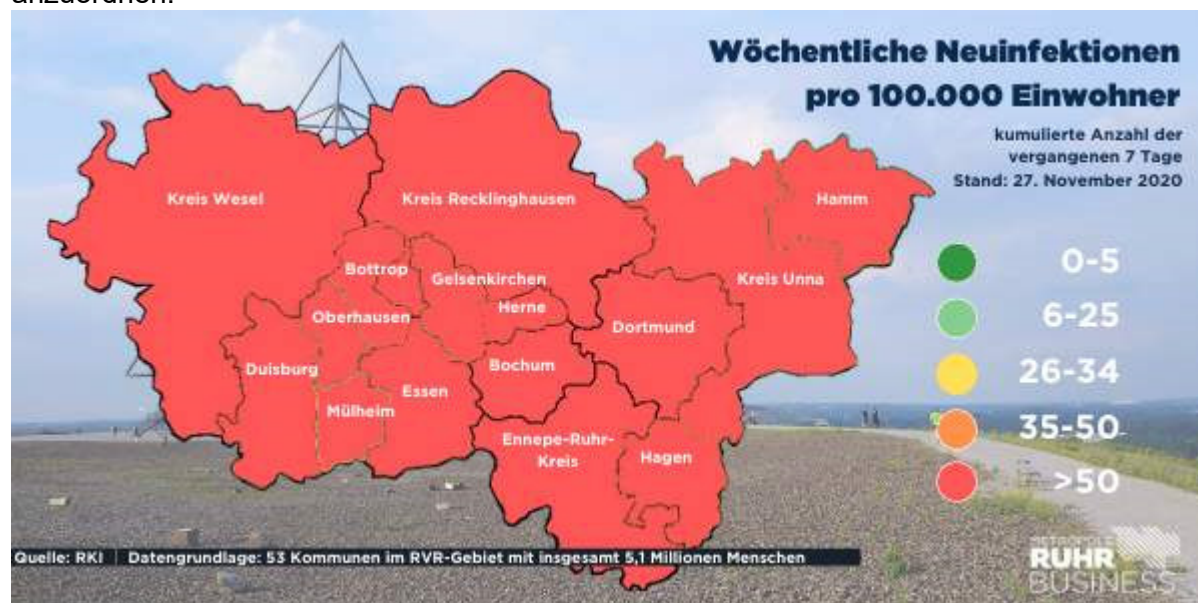 anzuordnen.
Wöchentliche Neuinfektionen
pro 100.000 Einwohner
kumulierte Anzahl der
vergangenen 7 Tage
Stand: 27. November 2020
Kreis Wesel
Kreis Recklinghausen
Hamm
Bottrop
Gelsenkirchen
Kreis Unna
Herne
Oberhausen
Dortmund
Duisburg
Bochum
Essen
Mülheim
Ennepe-Ruhr-
Kreis
Hagen
0-5
6-25
26-34
35-50
>50
Quelle: RKI | Datengrundlage: 53 Kommunen im RVR-Gebiet mit insgesamt 5,1 Millionen Menschen
METROPOLE
RUHR
BUSINESS